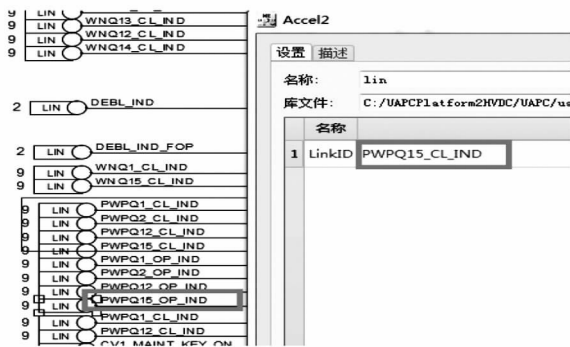 9 LIN WNQ13_CL_IND
9 LIN WNQ12_CL_IND
9 LIN WNQ14_CL_IND
2 LIN DEBL_IND
2 LIN DEBL_IND_FOP
9 LIN WNQ1_CL_IND
9 LIN WNQ15_CL_IND
9 LIN PWPQ1_CL_IND
9 LIN PWPQ2_CL_IND
9 LIN PWPQ12_CL_IND
9 LIN PWPQ15_CL_IND
9 LIN PWPQ1_OP_IND
9 LIN PWPQ2_OP_IND
9 LIN PWPQ12_OP_IND
9 LIN PWPQ15_OP_IND
9 LIN PWPQ1_CL_IND
9 LIN PWPQ12_CL_IND
CV1_MAINT_KEY_ON
Accel2
设置 描述
名称: lin
库文件: C:/UAPCPlatform2HVDC/UAPC/us
名称
1 LinkID PWPQ15_CL_IND